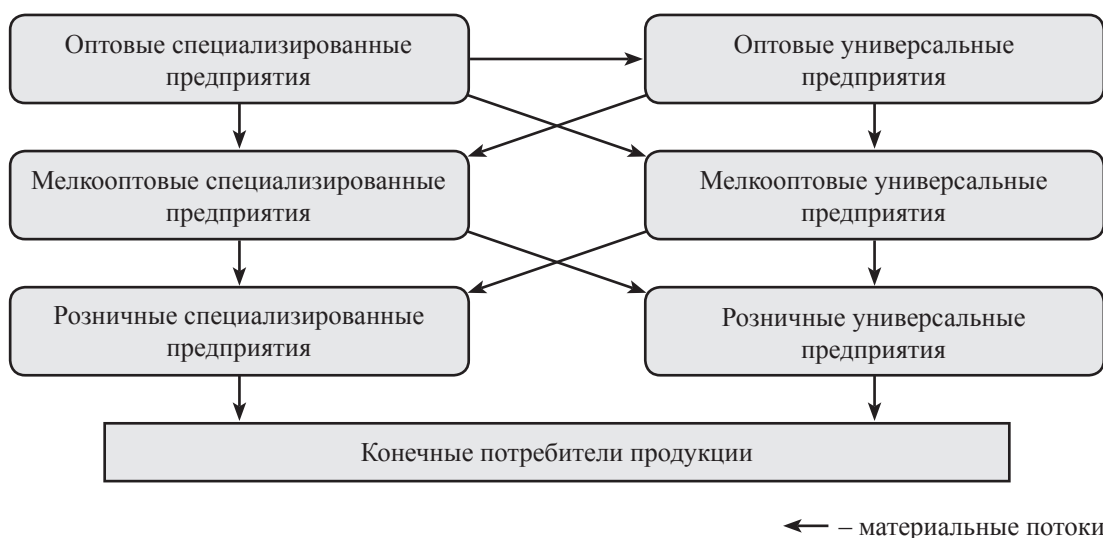 Оптовые специализированные
предприятия
Оптовые универсальные
предприятия
Мелкооптовые специализированные
предприятия
Мелкооптовые универсальные
предприятия
Розничные специализированные
предприятия
Розничные универсальные
предприятия
Конечные потребители продукции
– материальные потоки